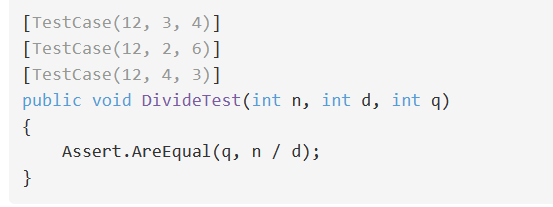 [TestCase(12, 3, 4)]
[TestCase(12, 2, 6)]
[TestCase(12, 4, 3)]
public void DivideTest(int n, int d, int q)
{
    Assert.AreEqual(q, n / d);
}